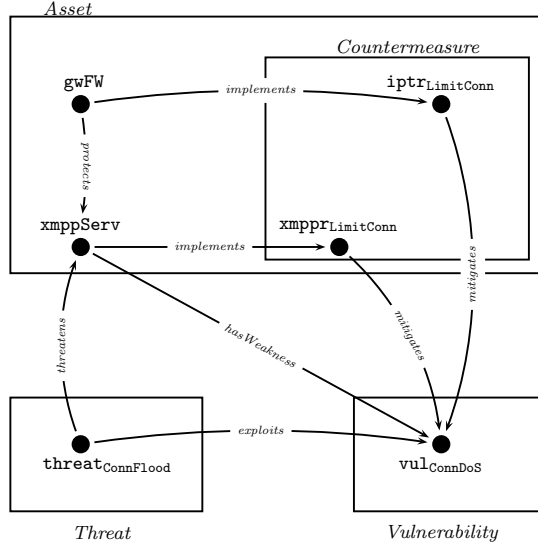 Asset
Countermeasure
gwFW
implements
iptrLimitConn
protects
xmppServ
implements
xmpprLimitConn
mitigates
threatens
hasWeakness
mitigates
exploits
threatConnFlood
vulConnDoS
Threat
Vulnerability